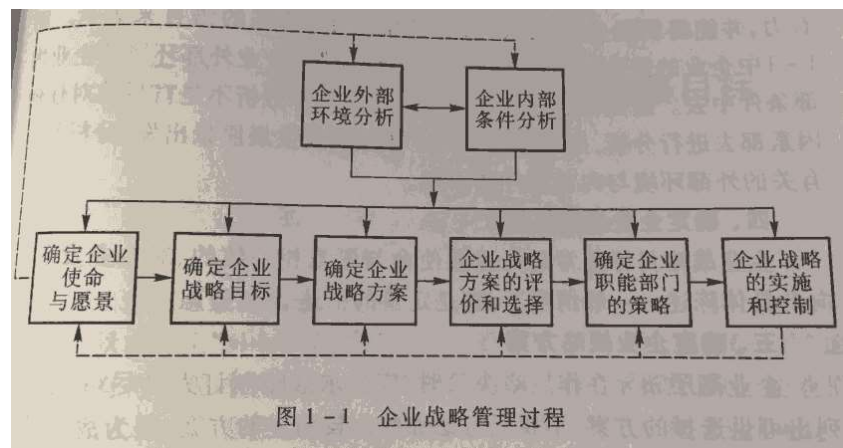 企业外部
环境分析
企业内部
条件分析
确定企业
使命
与愿景
确定企业
战略目标
确定企业
战略方案
企业战略
方案的评
价和选择
确定企业
职能部门
的策略
企业战略
的实施
和控制
图1-1 企业战略管理过程